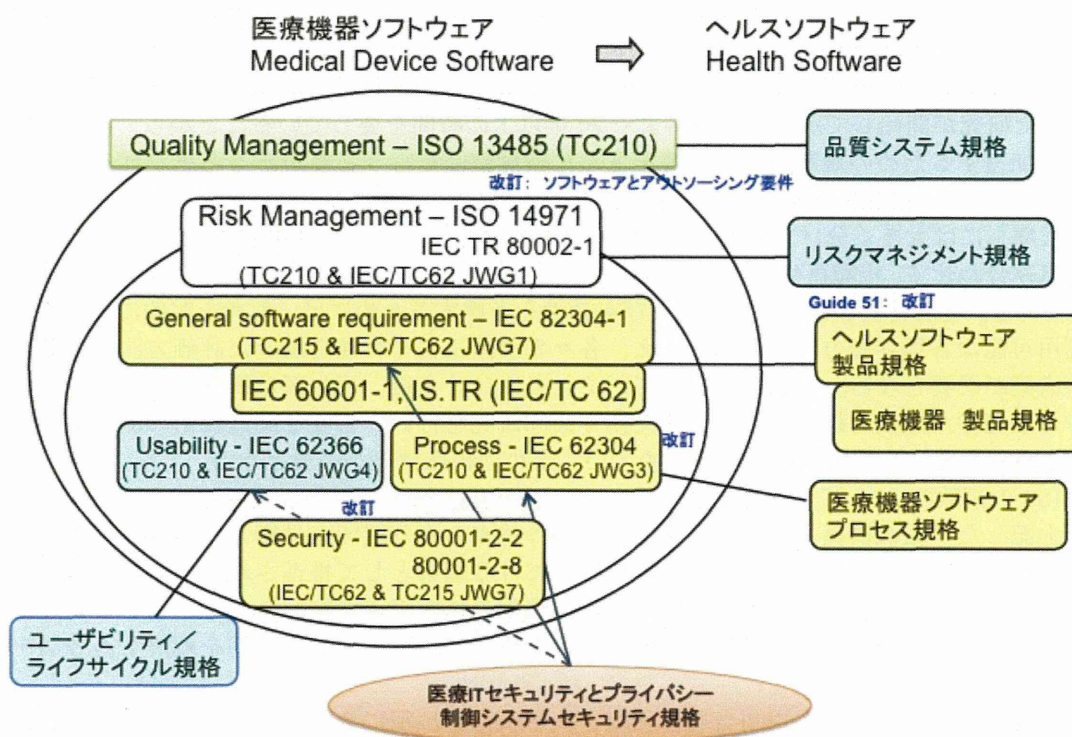 医療機器ソフトウェア
Medical Device Software
ヘルスソフトウェア
Health Software
Quality Management – ISO 13485 (TC210)
品質システム規格
改訂: ソフトウェアとアウトソーシング要件
Risk Management – ISO 14971
IEC TR 80002-1
(TC210 & IEC/TC62 JWG1)
リスクマネジメント規格
Guide 51: 改訂
General software requirement – IEC 82304-1
(TC215 & IEC/TC62 JWG7)
ヘルスソフトウェア
製品規格
IEC 60601-1, IS.TR (IEC/TC 62)
医療機器 製品規格
Usability - IEC 62366
(TC210 & IEC/TC62 JWG4)
改訂
Process - IEC 62304
(TC210 & IEC/TC62 JWG3)
改訂
医療機器ソフトウェア
プロセス規格
Security - IEC 80001-2-2
80001-2-8
(IEC/TC62 & TC215 JWG7)
ユーザビリティ/
ライフサイクル規格
医療ITセキュリティとプライバシー
制御システムセキュリティ規格